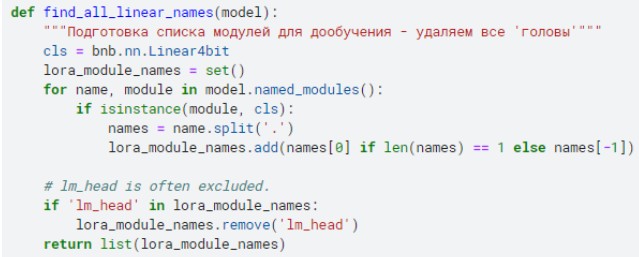 def find_all_linear_names(model):
    """Подготовка списка модулей для дообучения - удаляем все 'головы'"""
    cls = bnb.nn.Linear4bit
    lora_module_names = set()
    for name, module in model.named_modules():
        if isinstance(module, cls):
            names = name.split('.')
            lora_module_names.add(names[0] if len(names) == 1 else names[-1])
    # lm_head is often excluded.
    if 'lm_head' in lora_module_names:
        lora_module_names.remove('lm_head')
    return list(lora_module_names)